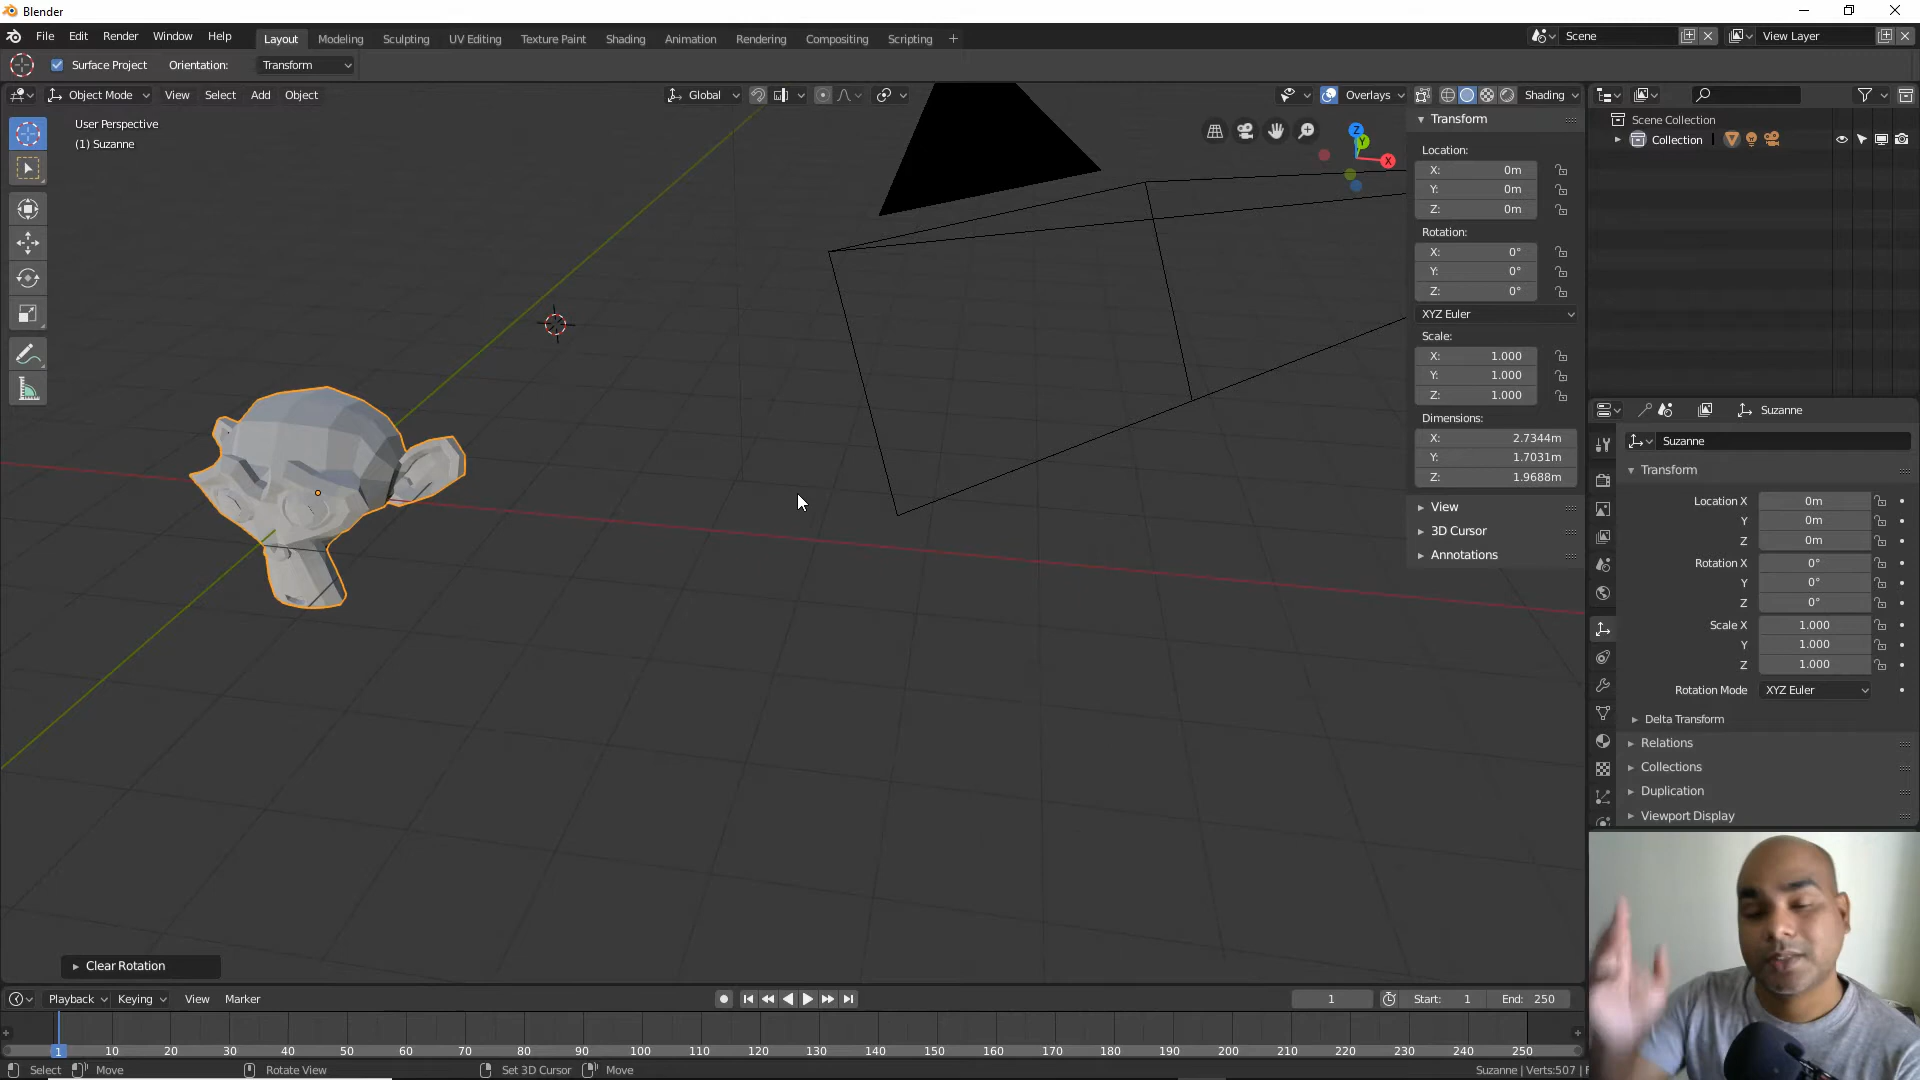 Blender
File Edit Render Window Help Layout Modeling Sculpting UV Editing Texture Paint Shading Animation Rendering Compositing Scripting + Scene View Layer
Surface Project Orientation: Transform
Object Mode View Select Add Object Global Overlays Shading
User Perspective
(1) Suzanne
Z
Y
X
Transform
Location:
X: 0m
Y: 0m
Z: 0m
Rotation:
X: 0°
Y: 0°
Z: 0°
XYZ Euler
Scale:
X: 1.000
Y: 1.000
Z: 1.000
Dimensions:
X: 2.7344m
Y: 1.7031m
Z: 1.9688m
View
3D Cursor
Annotations
Scene Collection
Collection
Suzanne
Suzanne
Transform
Location X 0m
Y 0m
Z 0m
Rotation X 0°
Y 0°
Z 0°
Scale X 1.000
Y 1.000
Z 1.000
Rotation Mode XYZ Euler
Delta Transform
Relations
Collections
Duplication
Viewport Display
Clear Rotation
Playback Keying View Marker 1 Start: 1 End: 250
1 10 20 30 40 50 60 70 80 90 100 110 120 130 140 150 160 170 180 190 200 210 220 230 240 250
Select Move Rotate View Set 3D Cursor Move Suzanne | Verts:507 | F